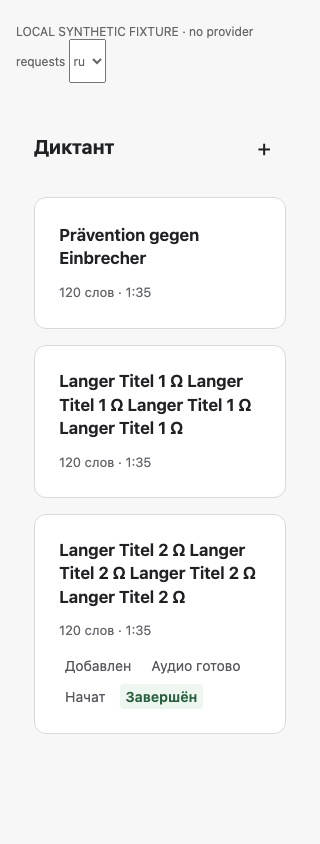 LOCAL SYNTHETIC FIXTURE · no provider
requests ru
Диктант
+
Prävention gegen
Einbrecher
120 слов · 1:35
Langer Titel 1 Ω Langer
Titel 1 Ω Langer Titel 1 Ω
Langer Titel 1 Ω
120 слов · 1:35
Langer Titel 2 Ω Langer
Titel 2 Ω Langer Titel 2 Ω
Langer Titel 2 Ω
120 слов · 1:35
Добавлен Аудио готово
Начат Завершён